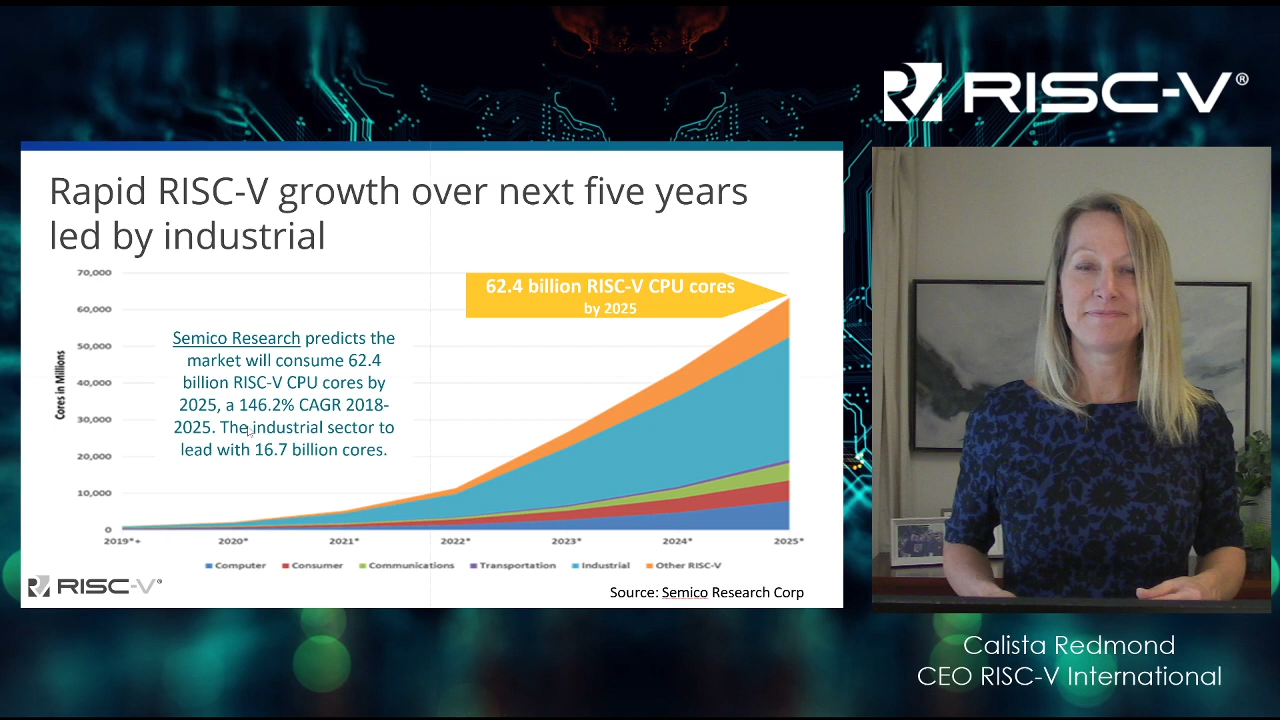 RISC-V®
Rapid RISC-V growth over next five years
led by industrial
70,000
60,000
50,000
40,000
30,000
20,000
10,000
0
Cores in Millions
62.4 billion RISC-V CPU cores
by 2025
Semico Research predicts the
market will consume 62.4
billion RISC-V CPU cores by
2025, a 146.2% CAGR 2018-
2025. The industrial sector to
lead with 16.7 billion cores.
2019*+ 2020* 2021* 2022* 2023* 2024* 2025*
Computer Consumer Communications Transportation Industrial Other RISC-V
RISC-V®
Source: Semico Research Corp
Calista Redmond
CEO RISC-V International